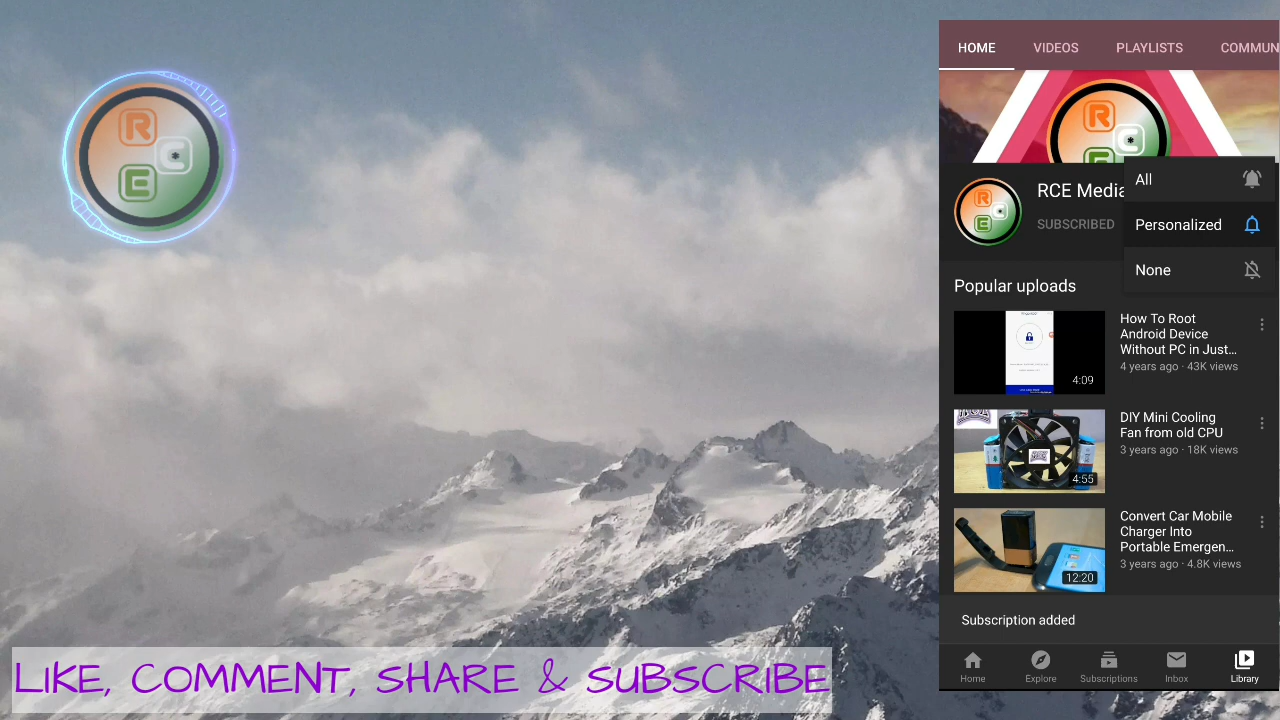 R
C
E
LIKE, COMMENT, SHARE & SUBSCRIBE
HOME VIDEOS PLAYLISTS COMMUN
R
C
E
RCE Media
SUBSCRIBED
All
Personalized
None
Popular uploads
4:09
How To Root
Android Device
Without PC in Just...
4 years ago · 43K views
4:55
DIY Mini Cooling
Fan from old CPU
3 years ago · 18K views
12:20
Convert Car Mobile
Charger Into
Portable Emergen...
3 years ago · 4.8K views
Subscription added
Home Explore Subscriptions Inbox Library